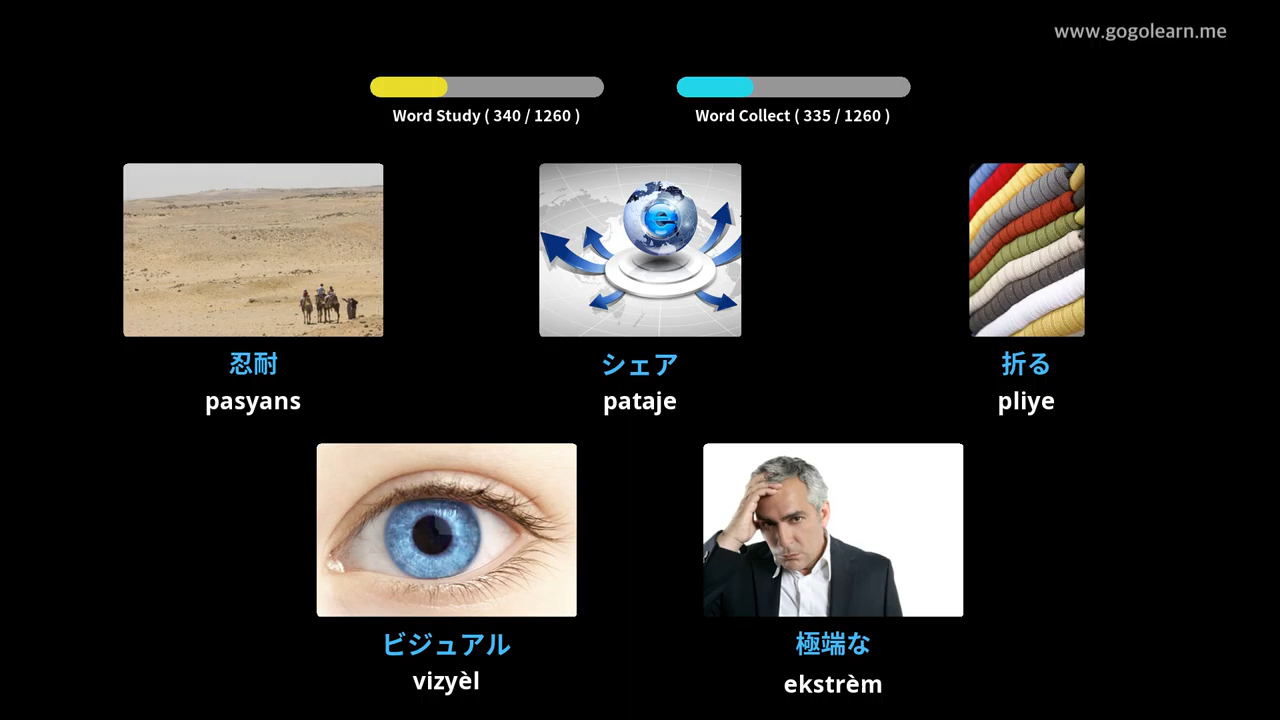 www.gogolearn.me
Word Study ( 340 / 1260 )
Word Collect ( 335 / 1260 )
e
忍耐
pasyans
シェア
pataje
折る
pliye
ビジュアル
vizyèl
極端な
ekstrèm